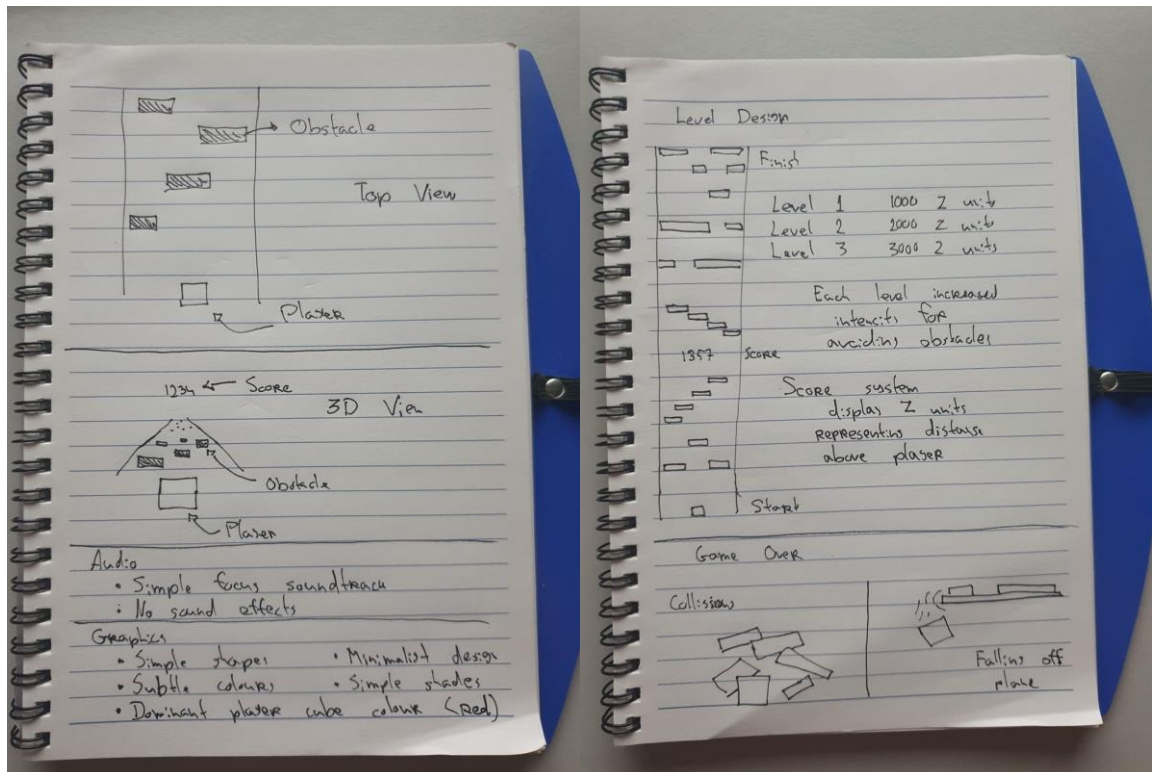 Obstacle
Top View
Player
1234 Score
3D View
Obstacle
Player
Audio
• Simple focus soundtrack
• No sound effects
Graphics
• Simple shapes • Minimalist design
• Subtle colours • Simple shades
• Dominant player cube colour (Red)
Level Design
Finish
Level 1 1000 Z units
Level 2 2000 Z units
Level 3 3000 Z units
Each level increased
intencity for
avoiding obstacles
1357 Score
Score system
display Z units
representing distance
above player
Start
Game Over
Collisions
Falling off
plane